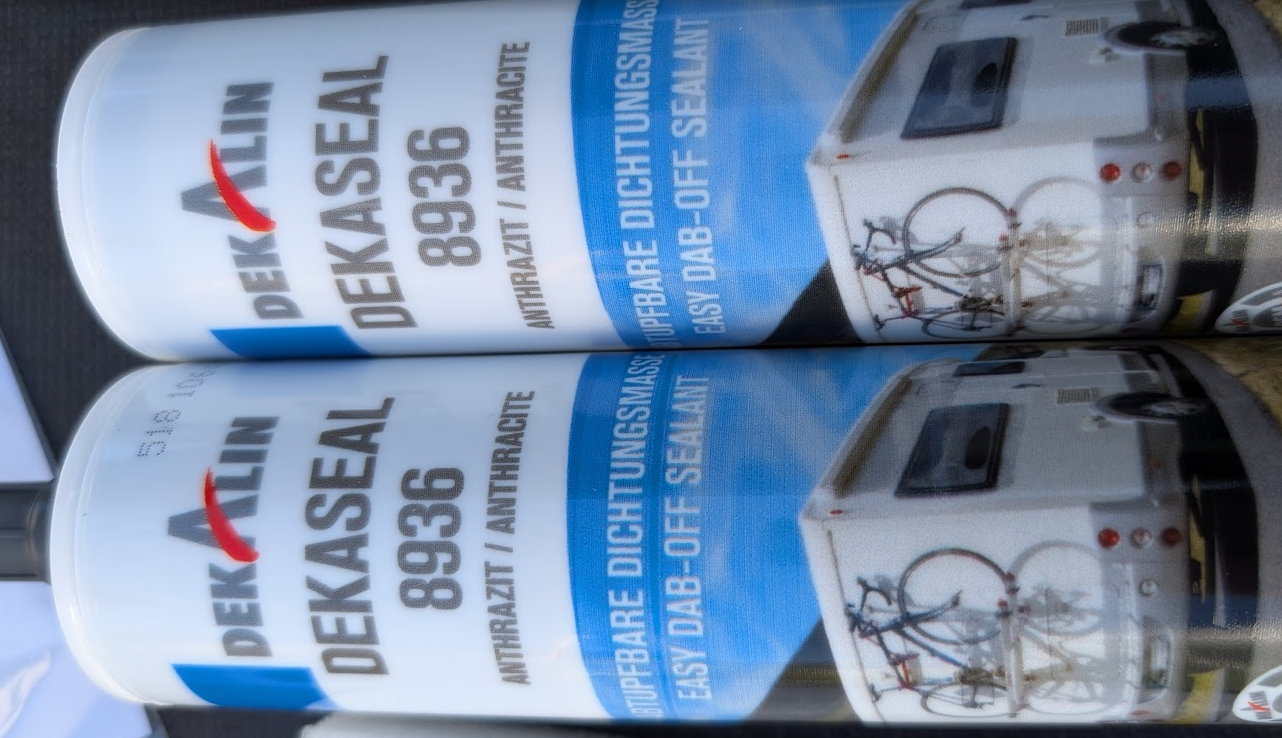 DEKALIN
DEKASEAL
8936
ANTHRAZIT / ANTHRACITE
DICHTUNGSMASSE
EASY DAB-OFF SEALANT
518
DEKALIN
DEKASEAL
8936
ANTHRAZIT / ANTHRACITE
DICHTUNGSMASSE
EASY DAB-OFF SEALANT